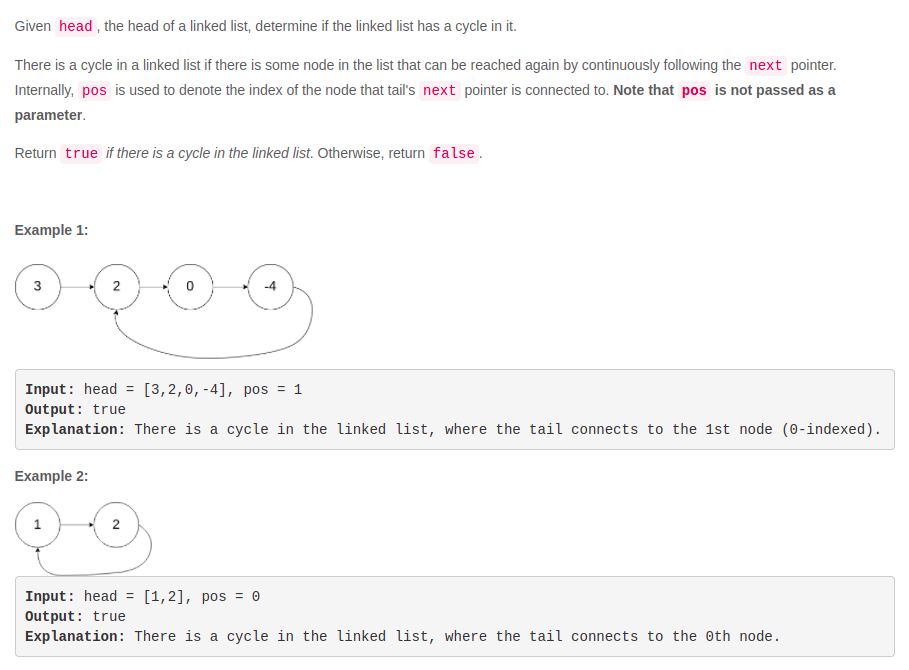 Given head , the head of a linked list, determine if the linked list has a cycle in it.
There is a cycle in a linked list if there is some node in the list that can be reached again by continuously following the next pointer.
Internally, pos is used to denote the index of the node that tail's next pointer is connected to. Note that pos is not passed as a
parameter.
Return true if there is a cycle in the linked list. Otherwise, return false .
Example 1:
3 2 0 -4
Input: head = [3,2,0,-4], pos = 1
Output: true
Explanation: There is a cycle in the linked list, where the tail connects to the 1st node (0-indexed).
Example 2:
1 2
Input: head = [1,2], pos = 0
Output: true
Explanation: There is a cycle in the linked list, where the tail connects to the 0th node.